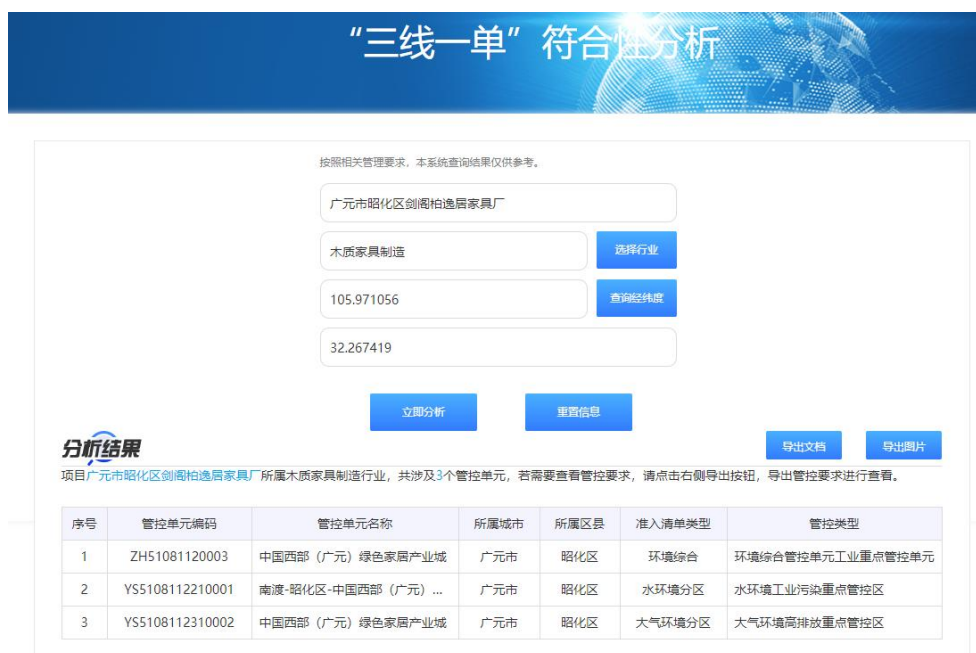 “三线一单”符合性分析
按照相关管理要求，本系统查询结果仅供参考。
广元市昭化区剑阁柏逸居家具厂
木质家具制造 选择行业
105.971056 查询经纬度
32.267419
立即分析 重置信息
分析结果 导出文档 导出图片
项目广元市昭化区剑阁柏逸居家具厂所属木质家具制造行业，共涉及3个管控单元，若需要查看管控要求，请点击右侧导出按钮，导出管控要求进行查看。
序号 管控单元编码 管控单元名称 所属城市 所属区县 准入清单类型 管控类型
1 ZH51081120003 中国西部（广元）绿色家居产业城 广元市 昭化区 环境综合 环境综合管控单元工业重点管控单元
2 YS5108112210001 南渡-昭化区-中国西部（广元）... 广元市 昭化区 水环境分区 水环境工业污染重点管控区
3 YS5108112310002 中国西部（广元）绿色家居产业城 广元市 昭化区 大气环境分区 大气环境高排放重点管控区